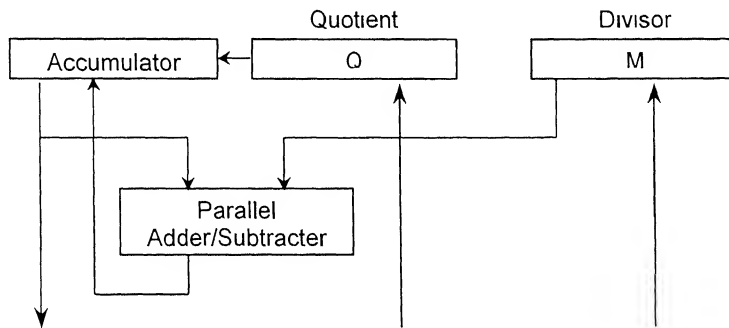 Quotient Divisor
Accumulator Q M
Parallel
Adder/Subtracter